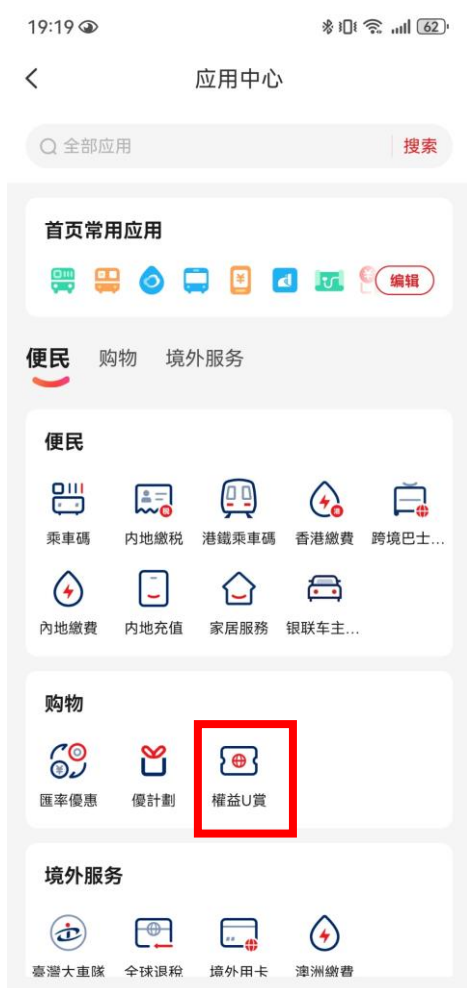 19:19
62
应用中心
全部应用 搜索
首页常用应用
编辑
便民 购物 境外服务
便民
乘車碼 内地繳税 港鐵乘車碼 香港繳費 跨境巴士...
內地繳費 内地充值 家居服務 银联车主...
购物
匯率優惠 優計劃 權益U賞
境外服务
臺灣大車隊 全球退稅 境外用卡 澳洲繳費